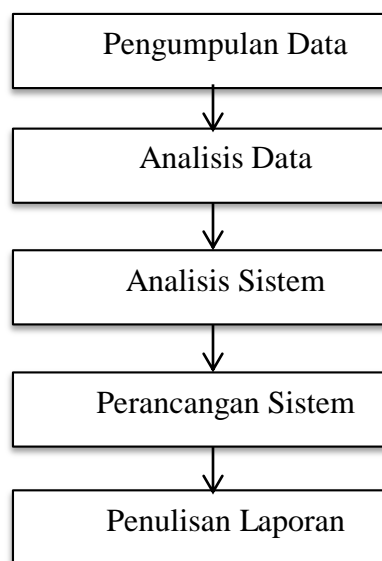 Pengumpulan Data
Analisis Data
Analisis Sistem
Perancangan Sistem
Penulisan Laporan